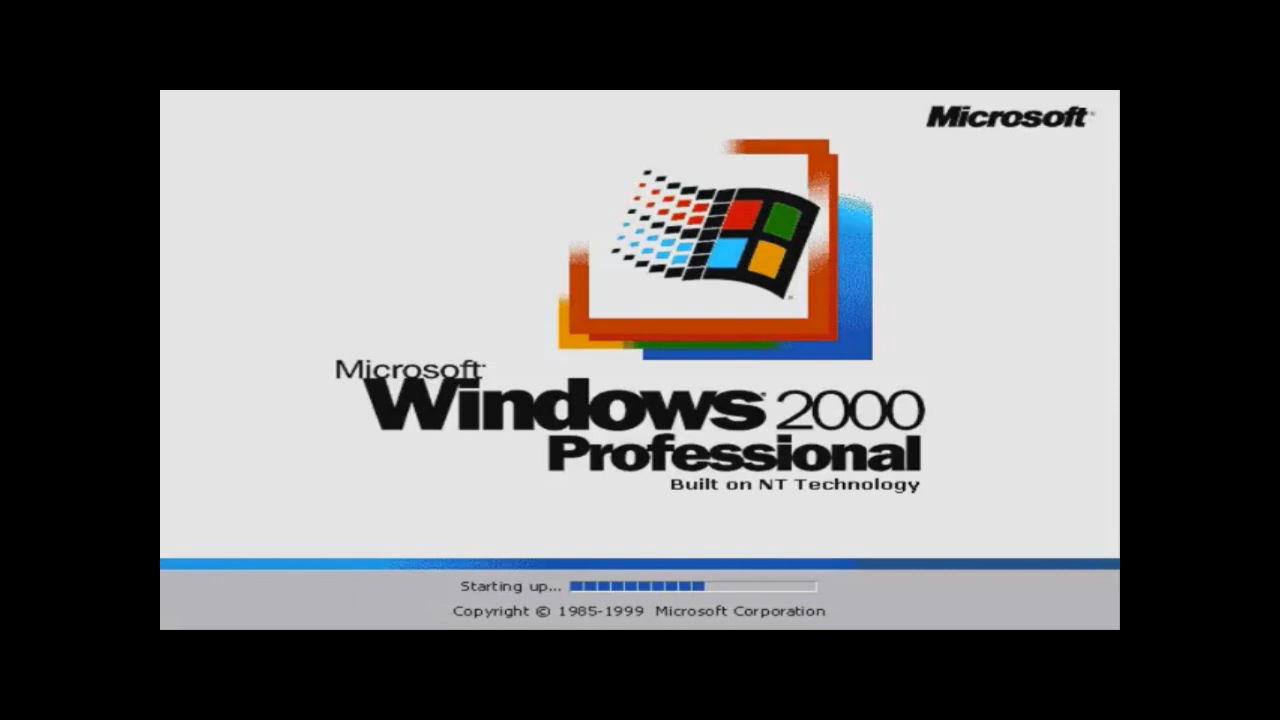 Microsoft
Microsoft
Windows 2000
Professional
Built on NT Technology
Starting up...
Copyright © 1985-1999 Microsoft Corporation